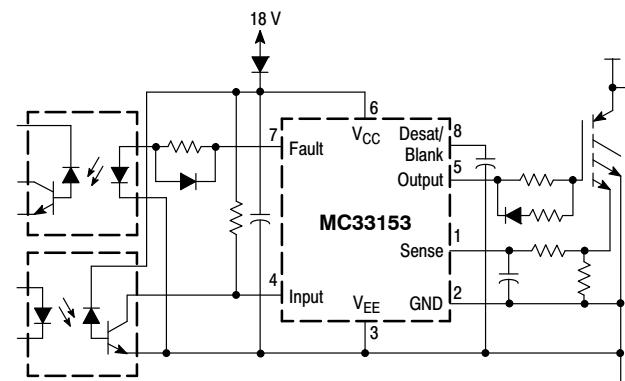 18 V
6
VCC
Desat/
Blank
8
7
Fault
5
Output
MC33153
1
Sense
4
Input
VEE
GND
2
3